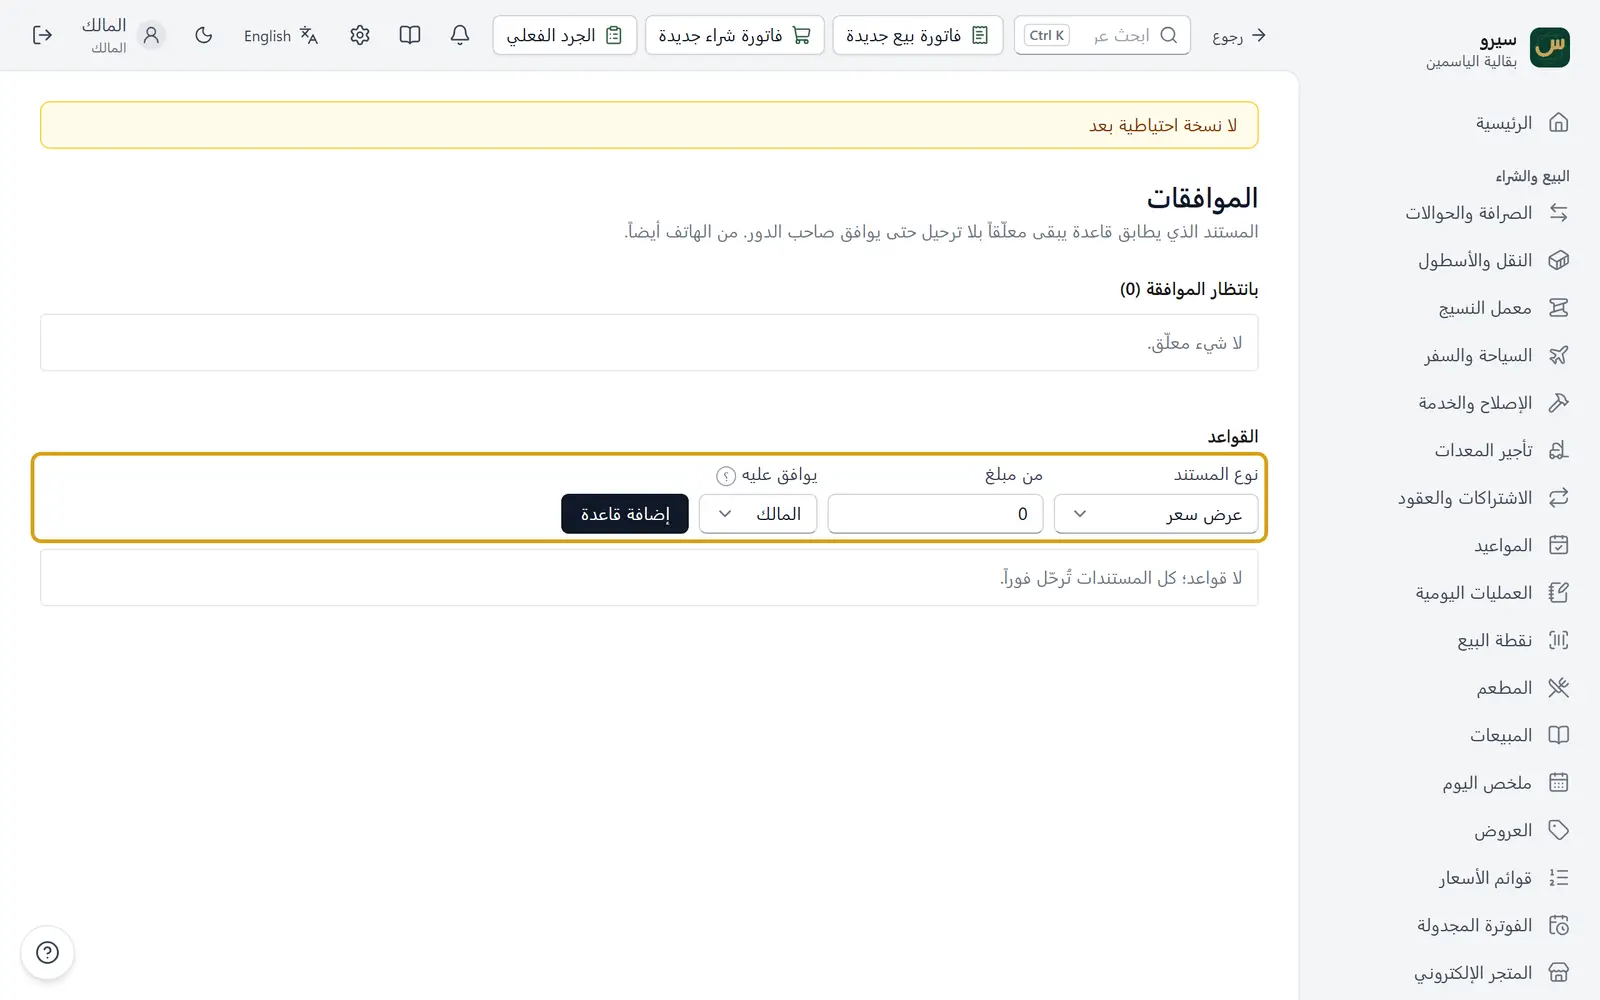 سيرو
بقالية الياسمين
رجوع
ابحث عر
Ctrl K
فاتورة بيع جديدة
فاتورة شراء جديدة
الجرد الفعلي
English
المالك
المالك
الرئيسية
البيع والشراء
الصرافة والحوالات
النقل والأسطول
معمل النسيج
السياحة والسفر
الإصلاح والخدمة
تأجير المعدات
الاشتراكات والعقود
المواعيد
العمليات اليومية
نقطة البيع
المطعم
المبيعات
ملخص اليوم
العروض
قوائم الأسعار
الفوترة المجدولة
المتجر الإلكتروني
لا نسخة احتياطية بعد
الموافقات
المستند الذي يطابق قاعدة يبقى معلّقاً بلا ترحيل حتى يوافق صاحب الدور. من الهاتف أيضاً.
بانتظار الموافقة (0)
لا شيء معلّق.
القواعد
نوع المستند
من مبلغ
يوافق عليه ؟
عرض سعر
0
المالك
إضافة قاعدة
لا قواعد؛ كل المستندات تُرحّل فوراً.
س